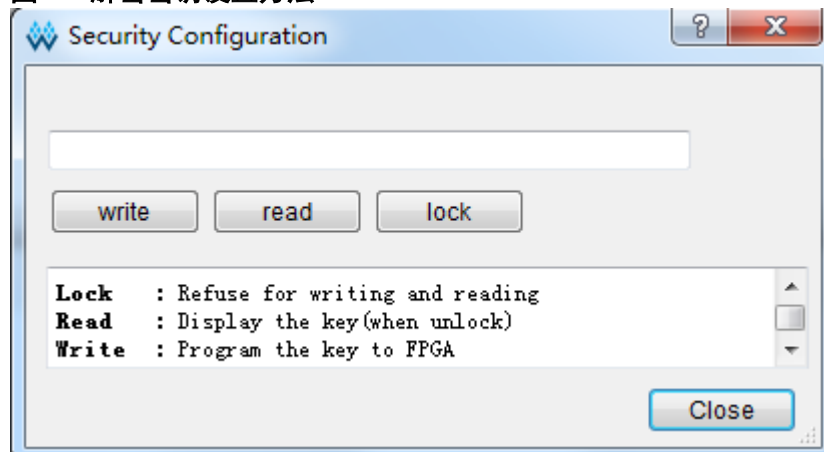 Security Configuration
write read lock
Lock : Refuse for writing and reading
Read : Display the key(when unlock)
Write : Program the key to FPGA
Close